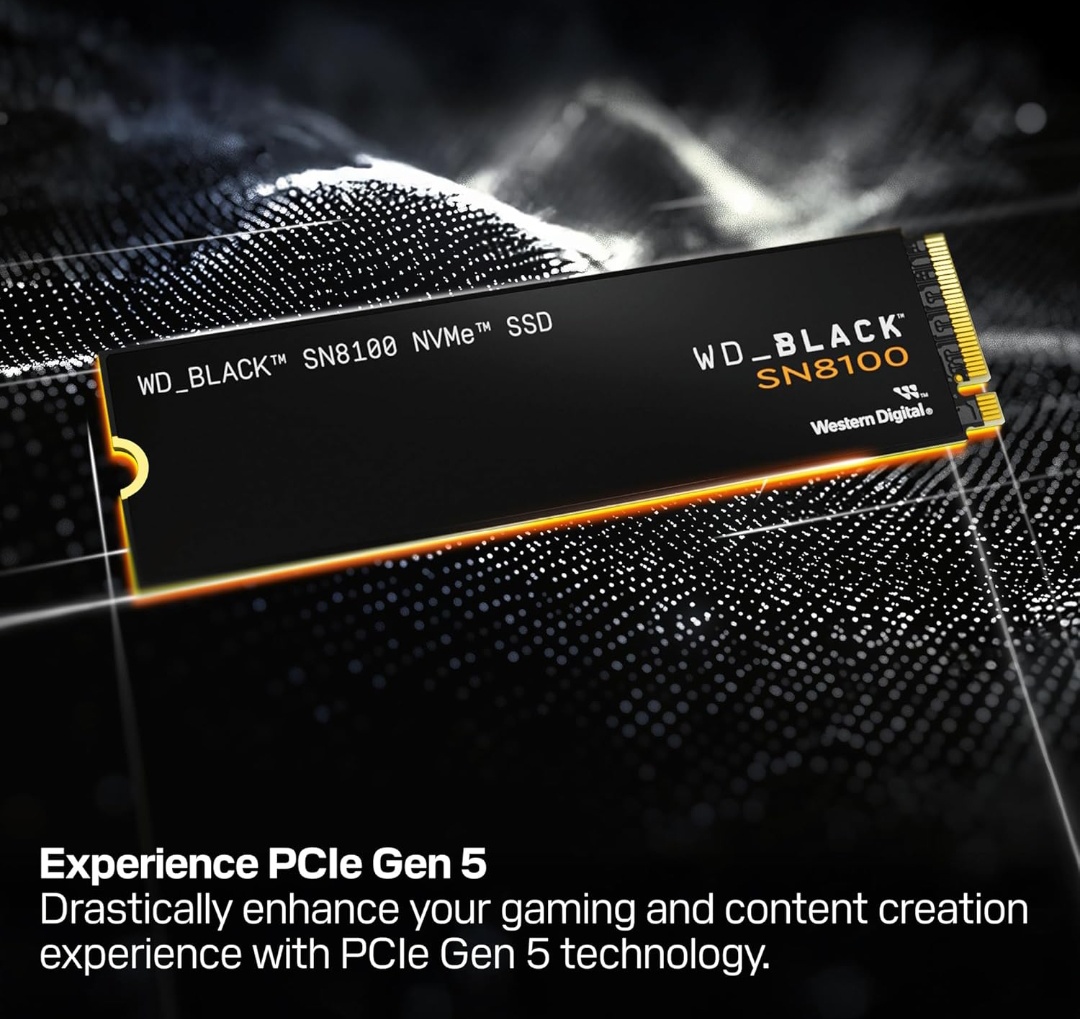 WD_BLACK™ SN8100 NVMe™ SSD
WD_BLACK™
SN8100
Western Digital®
Experience PCIe Gen 5
Drastically enhance your gaming and content creation
experience with PCIe Gen 5 technology.